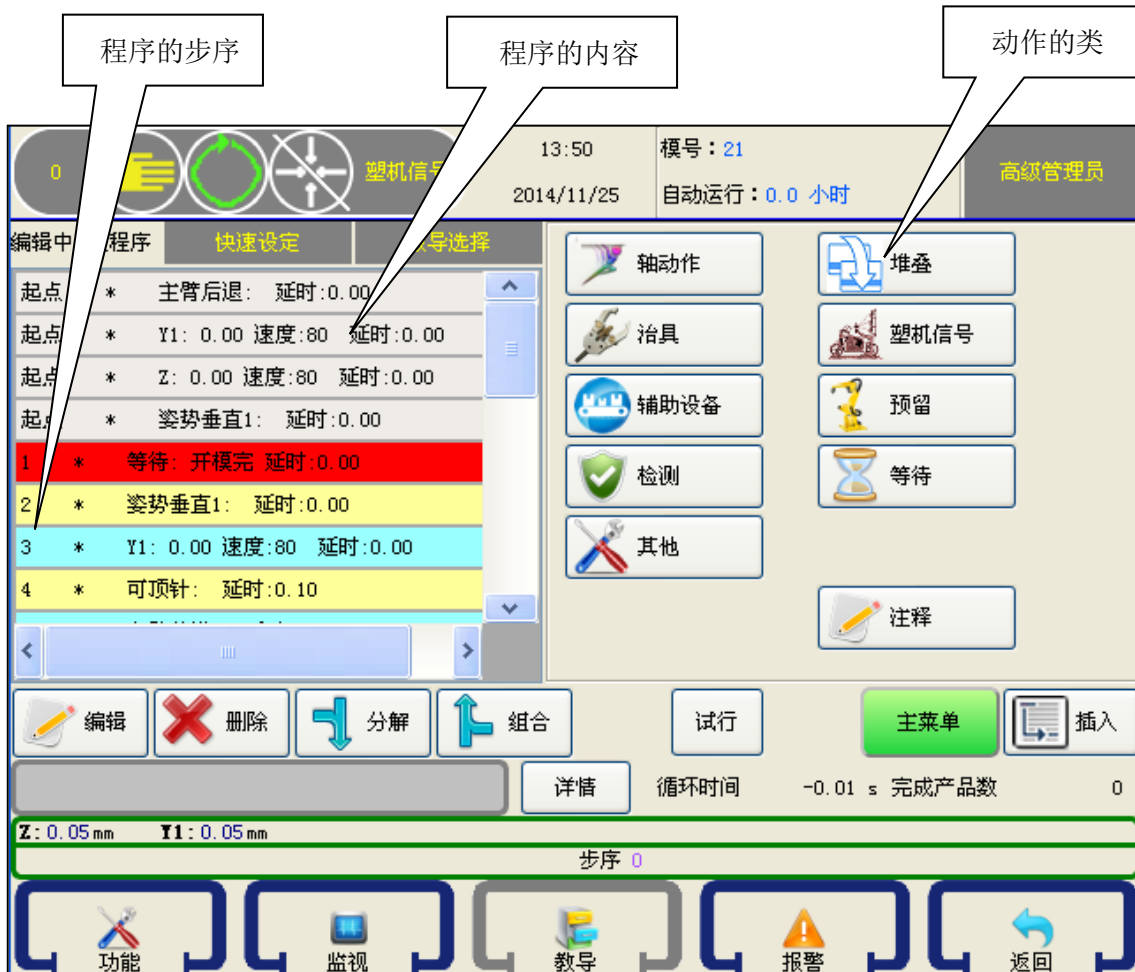 程序的步序
程序的内容
动作的类
0
塑机信号
13:50
2014/11/25
模号：21
自动运行：0.0 小时
高级管理员
编辑中 程序
快速设定
教导选择
起点 * 主臂后退: 延时:0.00
起点 * Y1: 0.00 速度:80 延时:0.00
起点 * Z: 0.00 速度:80 延时:0.00
起点 * 姿势垂直1: 延时:0.00
1 * 等待: 开模完 延时:0.00
2 * 姿势垂直1: 延时:0.00
3 * Y1: 0.00 速度:80 延时:0.00
4 * 可顶针: 延时:0.10
轴动作
堆叠
治具
塑机信号
辅助设备
预留
检测
等待
其他
注释
编辑
删除
分解
组合
试行
主菜单
插入
详情
循环时间 -0.01 s 完成产品数 0
Z:0.05mm Y1:0.05mm
步序 0
功能
监视
教导
报警
返回